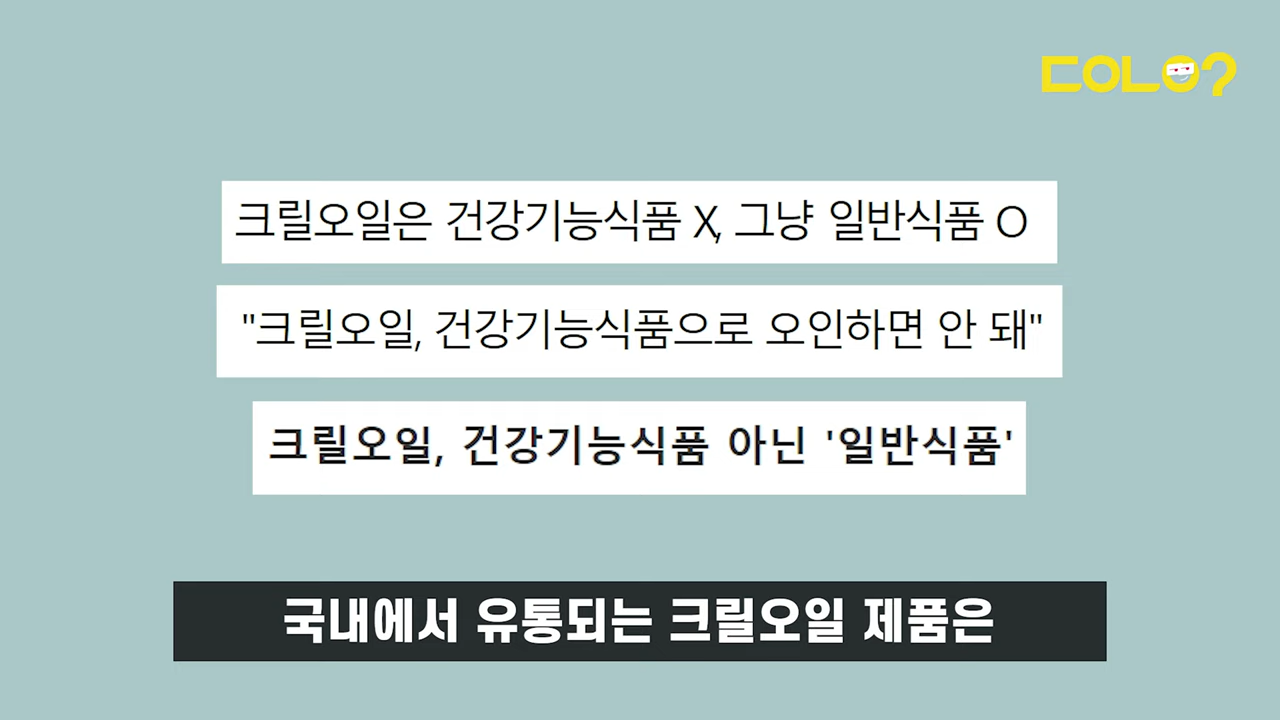 크릴오일은 건강기능식품 X, 그냥 일반식품 O
"크릴오일, 건강기능식품으로 오인하면 안 돼"
크릴오일, 건강기능식품 아닌 '일반식품'
국내에서 유통되는 크릴오일 제품은